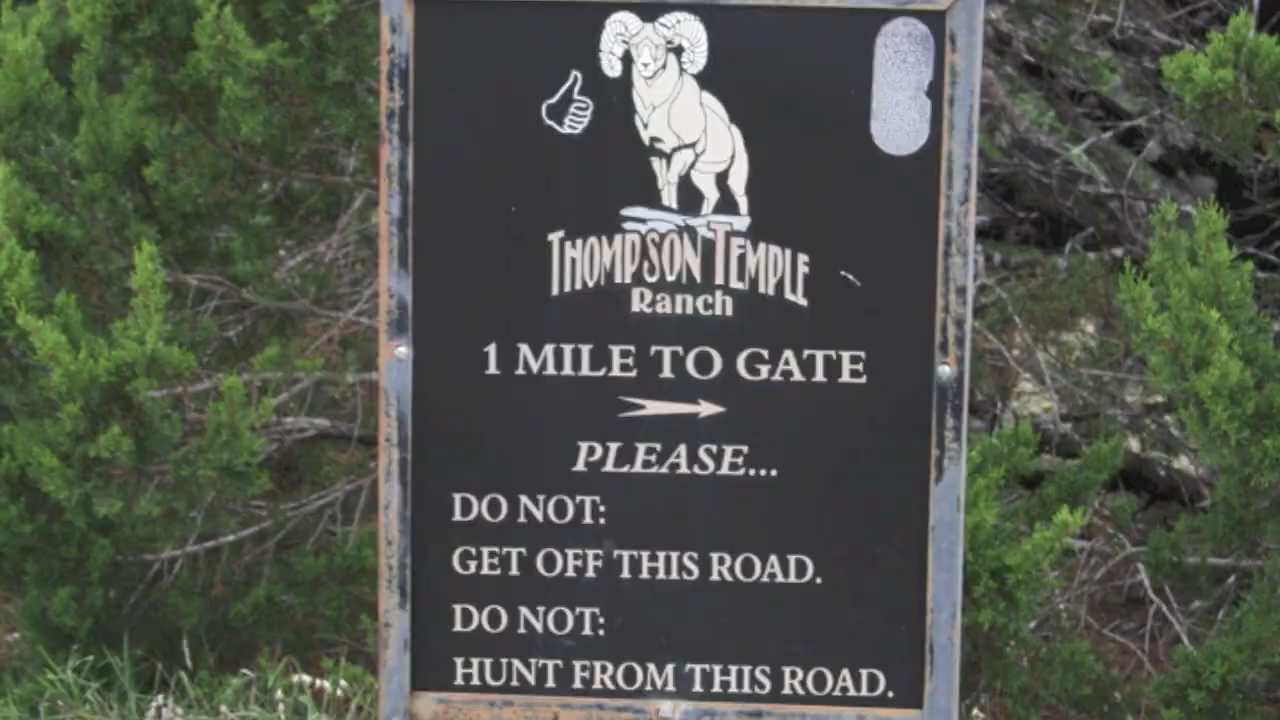 THOMPSON TEMPLE
Ranch
1 MILE TO GATE
PLEASE...
DO NOT:
GET OFF THIS ROAD.
DO NOT:
HUNT FROM THIS ROAD.